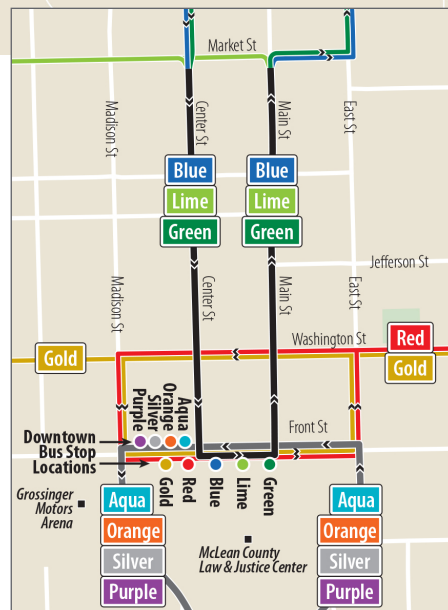 Market St
Madison St
Center St
Main St
East St
Blue
Lime
Green
Blue
Lime
Green
Jefferson St
Madison St
Center St
Main St
East St
Washington St
Gold
Red
Gold
Front St
Purple
Silver
Orange
Aqua
Downtown
Bus Stop
Locations
Gold
Red
Blue
Lime
Green
Grossinger
Motors
Arena
McLean County
Law & Justice Center
Aqua
Orange
Silver
Purple
Aqua
Orange
Silver
Purple